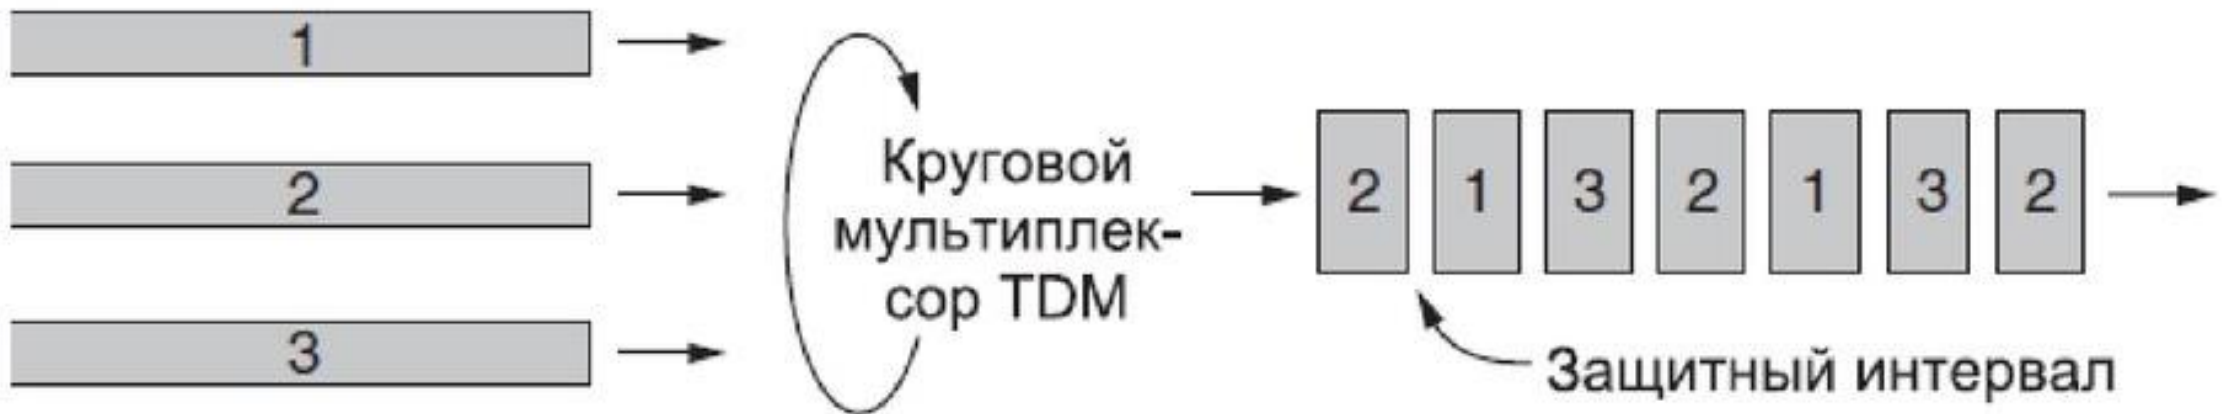 1
2
3
Круговой
мультиплек-
сор TDM
2 1 3 2 1 3 2
Защитный интервал